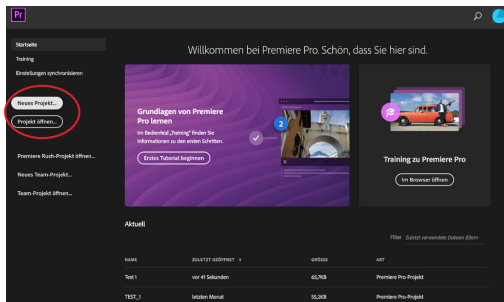 Pr
Startseite
Training
Einstellungen synchronisieren
Neues Projekt...
Projekt öffnen...
Premiere Rush-Projekt öffnen...
Neues Team-Projekt...
Team-Projekt öffnen...
Willkommen bei Premiere Pro. Schön, dass Sie hier sind.
Grundlagen von Premiere
Pro lernen
Im Bedienfeld „Training“ finden Sie
Informationen zu den ersten Schritten.
Erstes Tutorial beginnen
2
Training zu Premiere Pro
Im Browser öffnen
Aktuell
Filter Zuletzt verwendete Dateien filtern
NAME ZULETZT GEÖFFNET GRÖSSE ART
Test 1 vor 41 Sekunden 65,7KB Premiere Pro-Projekt
TEST_1 letzten Monat 55,2KB Premiere Pro-Projekt